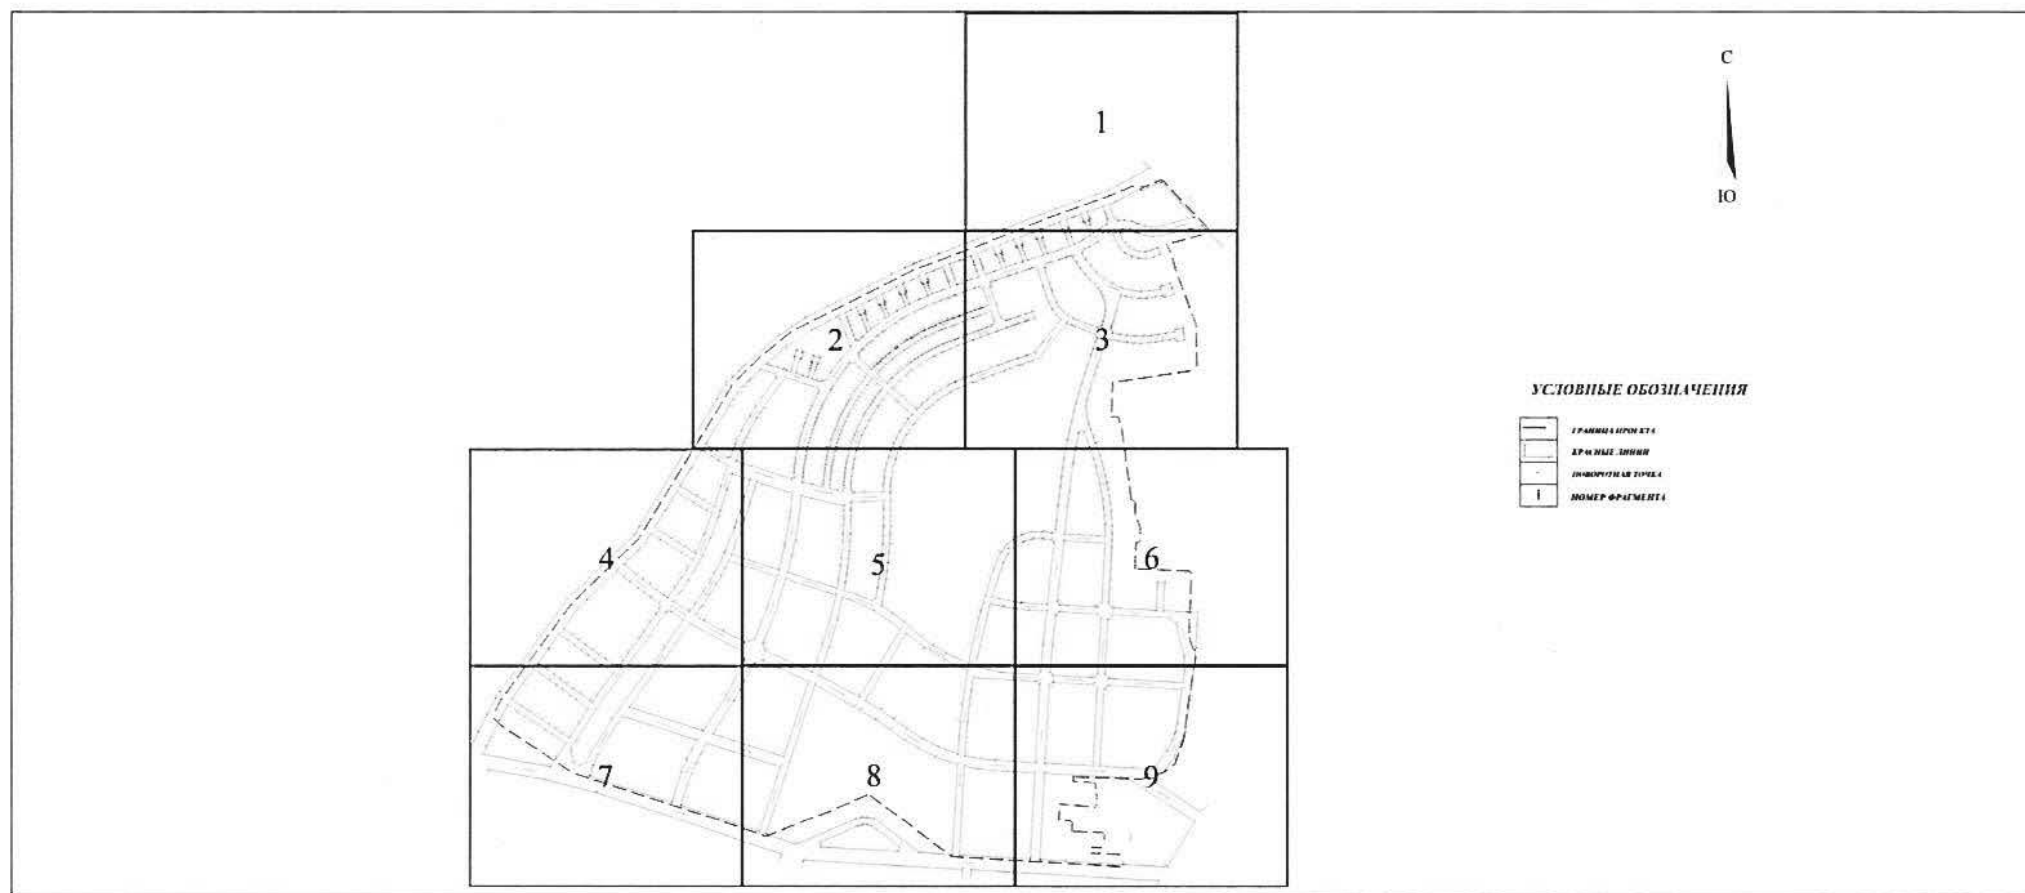 1
С
Ю
2
3
УСЛОВНЫЕ ОБОЗНАЧЕНИЯ
ГРАНИЦА ПРОЕКТА
КРАСНЫЕ ЛИНИИ
ПОВОРОТНАЯ ТОЧКА
1 НОМЕР ФРАГМЕНТА
4
5
6
7
8
9